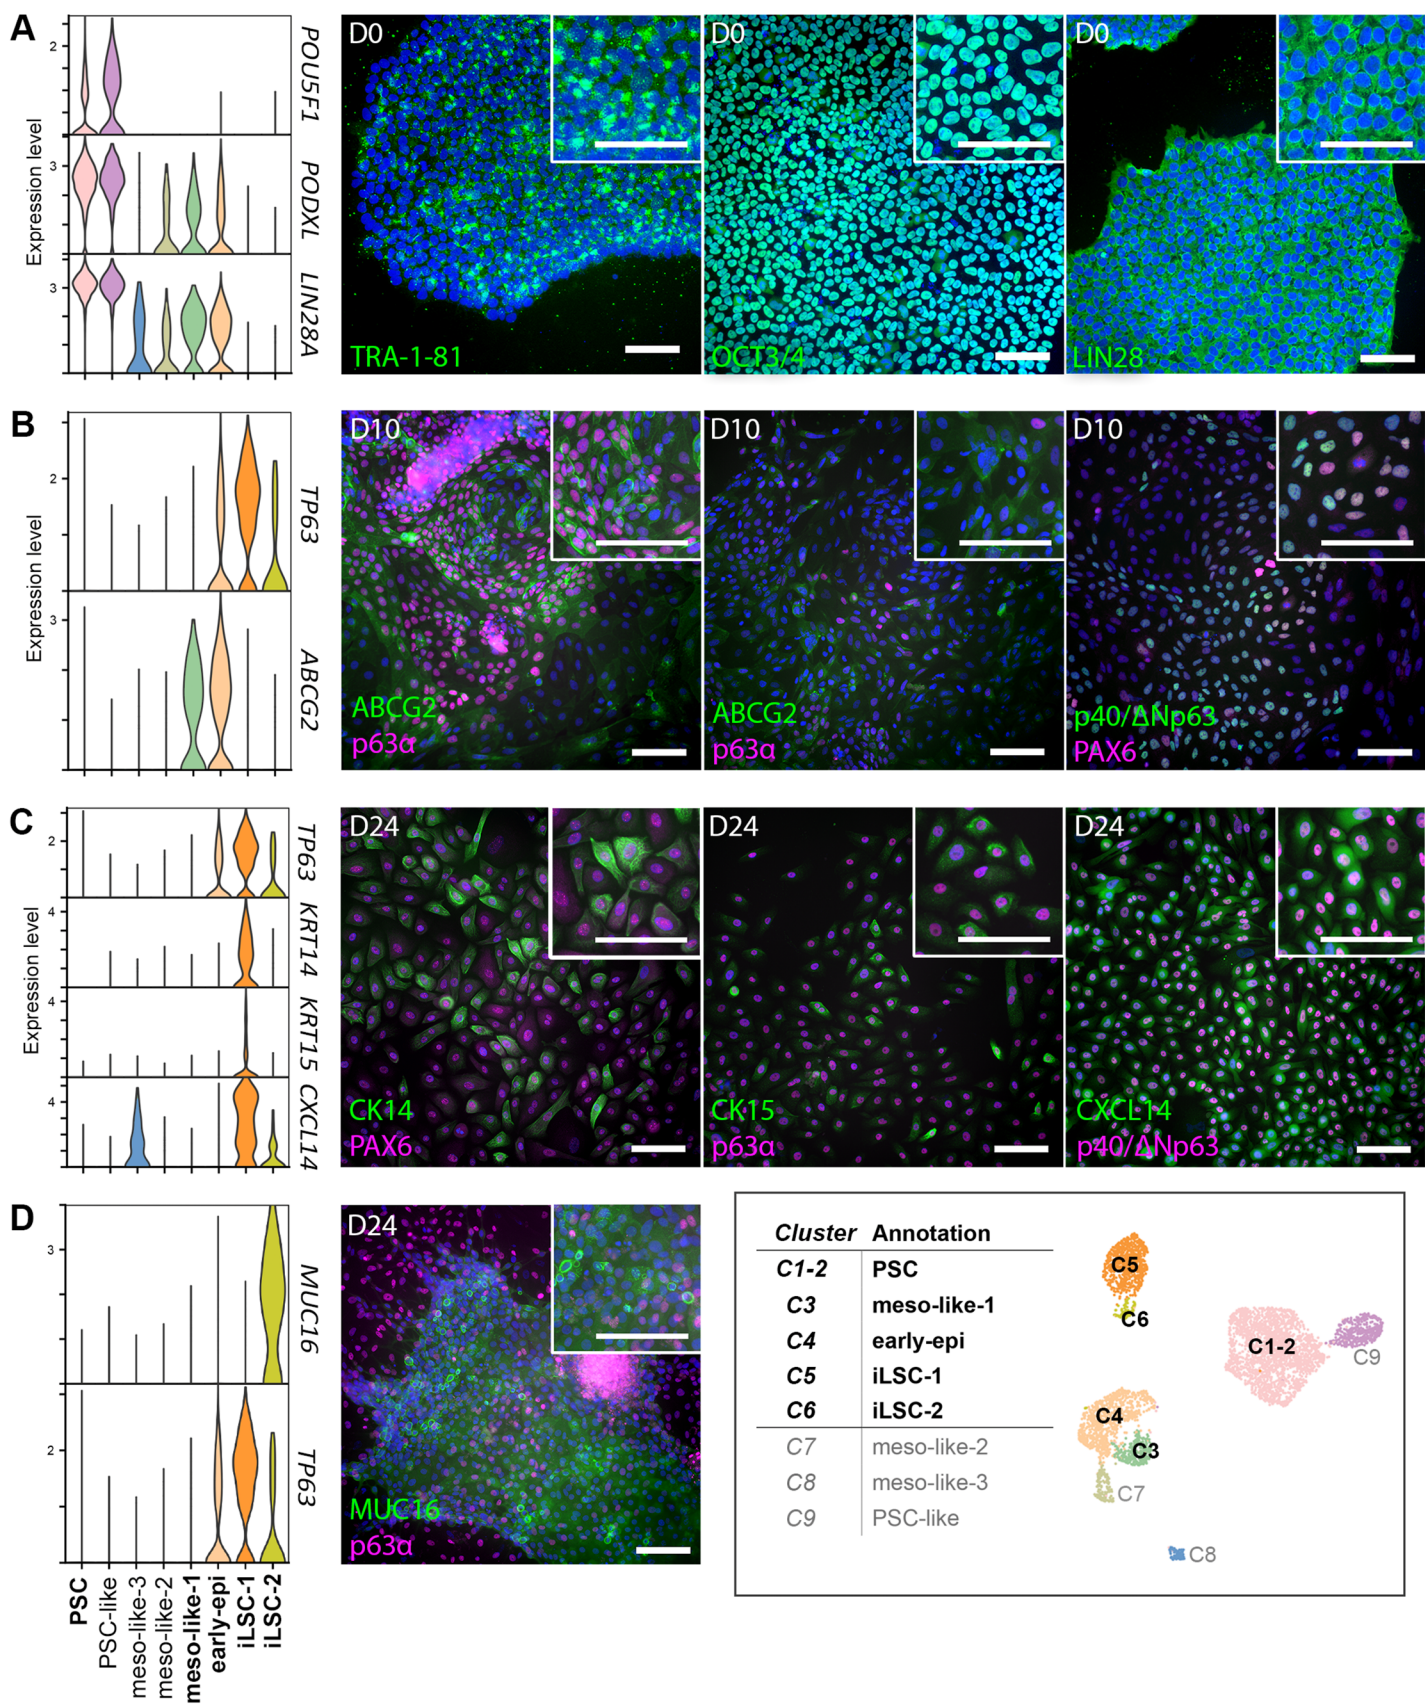 A
Expression level
2
POU5F1
3
PODXL
3
LIN28A
D0
TRA-1-81
D0
OCT3/4
D0
LIN28
B
Expression level
2
TP63
3
ABCG2
D10
ABCG2
p63α
D10
ABCG2
p63α
D10
p40/ΔNp63
PAX6
C
Expression level
2
TP63
4
KRT14
4
KRT15
4
CXCL14
D24
CK14
PAX6
D24
CK15
p63α
D24
CXCL14
p40/ΔNp63
D
3
MUC16
2
TP63
PSC
PSC-like
meso-like-3
meso-like-2
meso-like-1
early-epi
iLSC-1
iLSC-2
D24
MUC16
p63α
Cluster Annotation
C1-2 PSC
C3 meso-like-1
C4 early-epi
C5 iLSC-1
C6 iLSC-2
C7 meso-like-2
C8 meso-like-3
C9 PSC-like
C5
C6
C1-2
C9
C4
C3
C7
C8